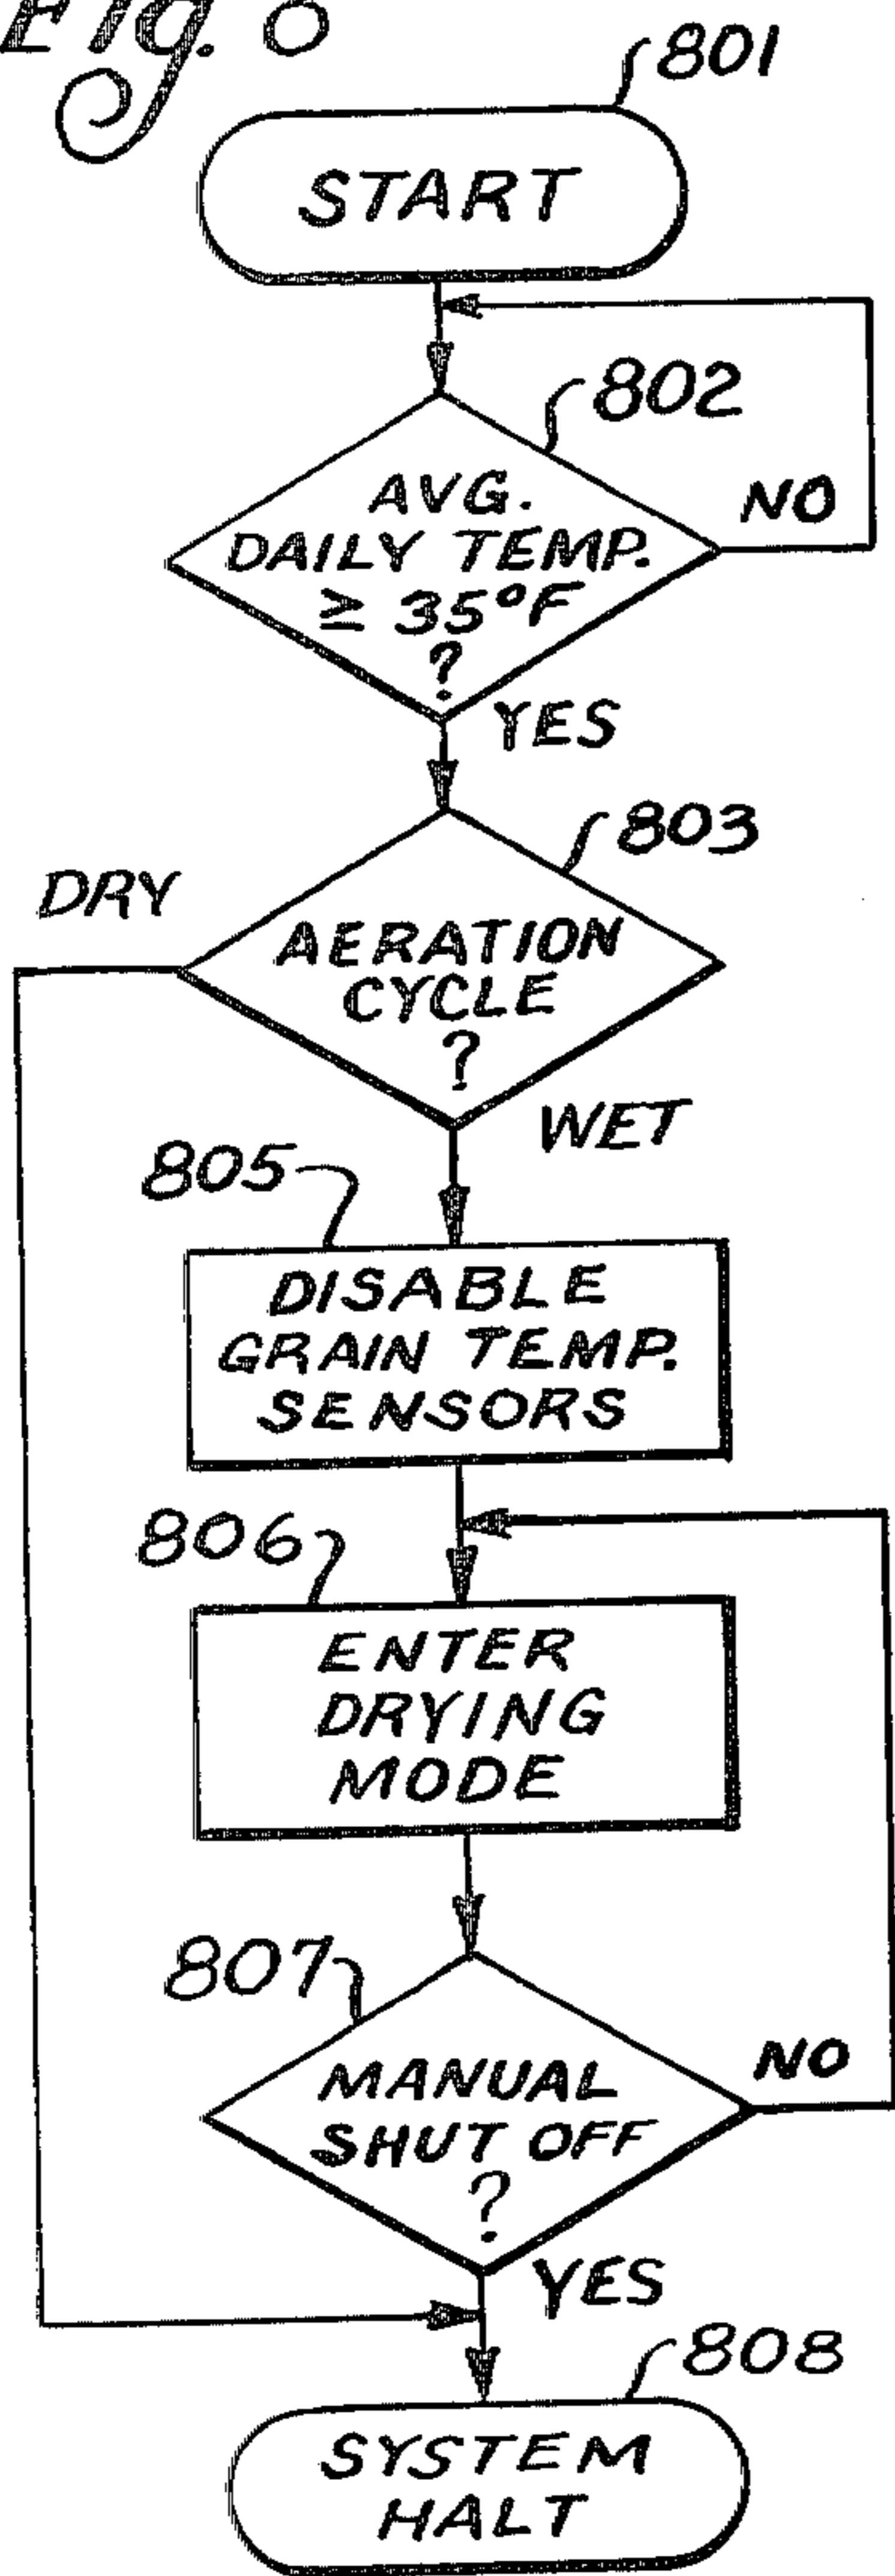 Fig. 8
801
START
802
AVG.
DAILY TEMP.
≥ 35°F
?
NO
YES
803
DRY
AERATION
CYCLE
?
WET
805
DISABLE
GRAIN TEMP.
SENSORS
806
ENTER
DRYING
MODE
807
MANUAL
SHUT OFF
?
NO
YES
808
SYSTEM
HALT